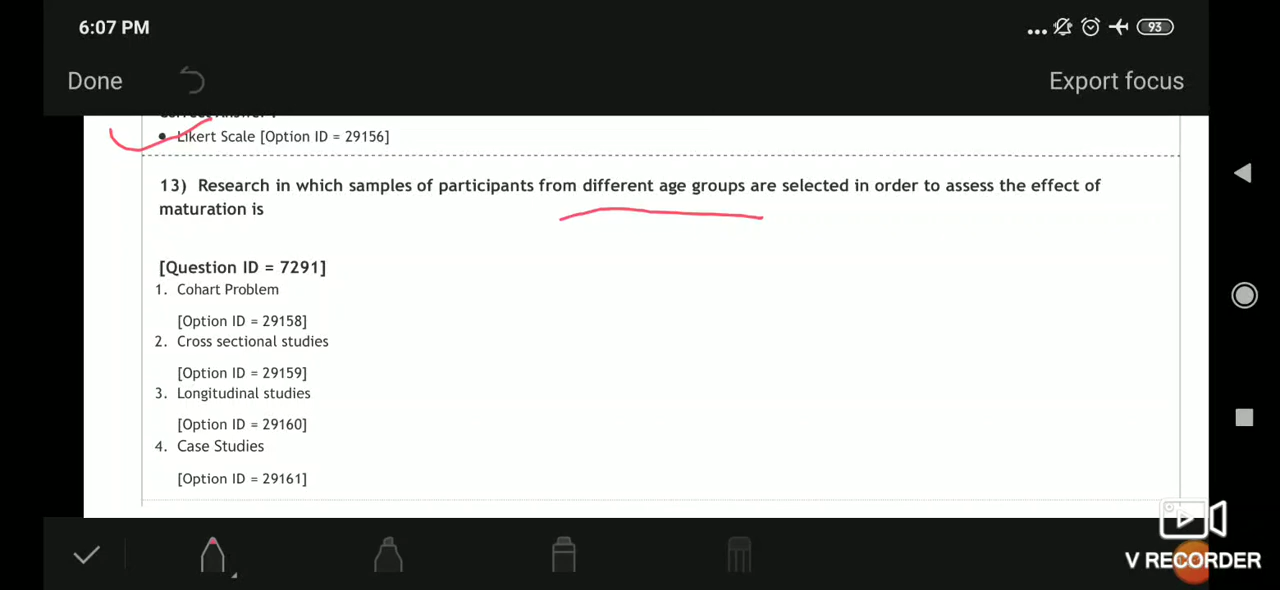 6:07 PM
93
Done
Export focus
Correct Answer :
• Likert Scale [Option ID = 29156]
13) Research in which samples of participants from different age groups are selected in order to assess the effect of
maturation is
[Question ID = 7291]
1. Cohart Problem
[Option ID = 29158]
2. Cross sectional studies
[Option ID = 29159]
3. Longitudinal studies
[Option ID = 29160]
4. Case Studies
[Option ID = 29161]
V RECORDER